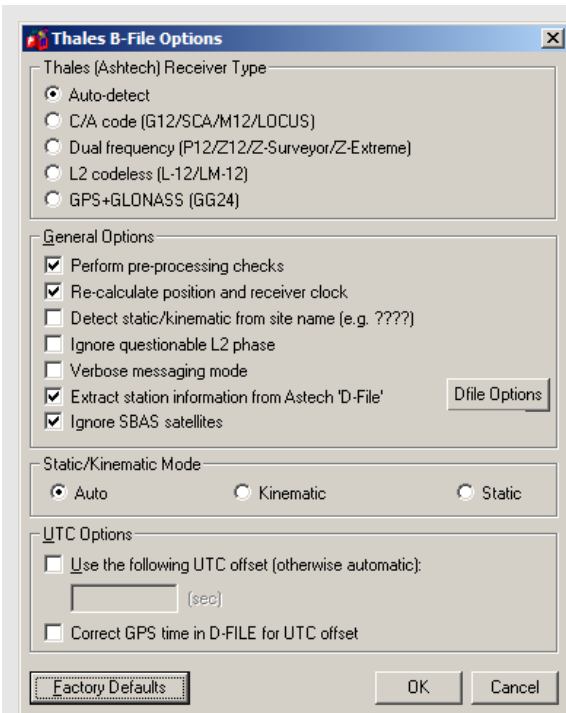 Thales B-File Options
Thales (Ashtech) Receiver Type
Auto-detect
C/A code (G12/SCA/M12/LOCUS)
Dual frequency (P12/Z12/Z-Surveyor/Z-Extreme)
L2 codeless (L-12/LM-12)
GPS+GLONASS (GG24)
General Options
Perform pre-processing checks
Re-calculate position and receiver clock
Detect static/kinematic from site name (e.g. ????)
Ignore questionable L2 phase
Verbose messaging mode
Extract station information from Astech 'D-File' Dfile Options
Ignore SBAS satellites
Static/Kinematic Mode
Auto Kinematic Static
UTC Options
Use the following UTC offset (otherwise automatic):
(sec)
Correct GPS time in D-FILE for UTC offset
Factory Defaults OK Cancel